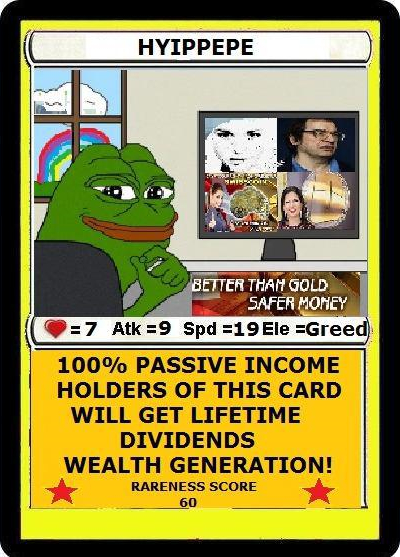 HYIPPEPE
BETTER THAN GOLD
SAFER MONEY
=7 Atk =9 Spd =19 Ele =Greed
100% PASSIVE INCOME
HOLDERS OF THIS CARD
WILL GET LIFETIME
DIVIDENDS
WEALTH GENERATION!
RARENESS SCORE
60